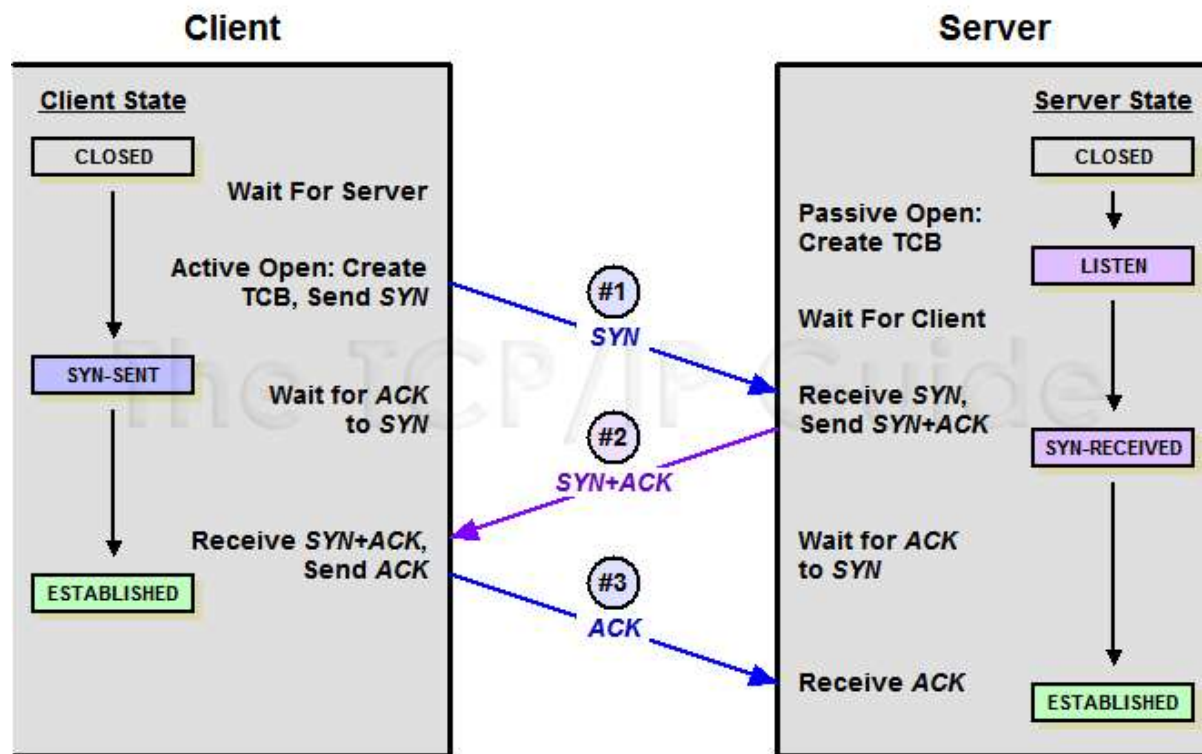 Client
Server
Client State
CLOSED
Wait For Server
Active Open: Create
TCB, Send SYN
SYN-SENT
Wait for ACK
to SYN
Receive SYN+ACK,
Send ACK
ESTABLISHED
#1
SYN
#2
SYN+ACK
#3
ACK
Server State
CLOSED
Passive Open:
Create TCB
LISTEN
Wait For Client
Receive SYN,
Send SYN+ACK
SYN-RECEIVED
Wait for ACK
to SYN
Receive ACK
ESTABLISHED
The TCP/IP Guide